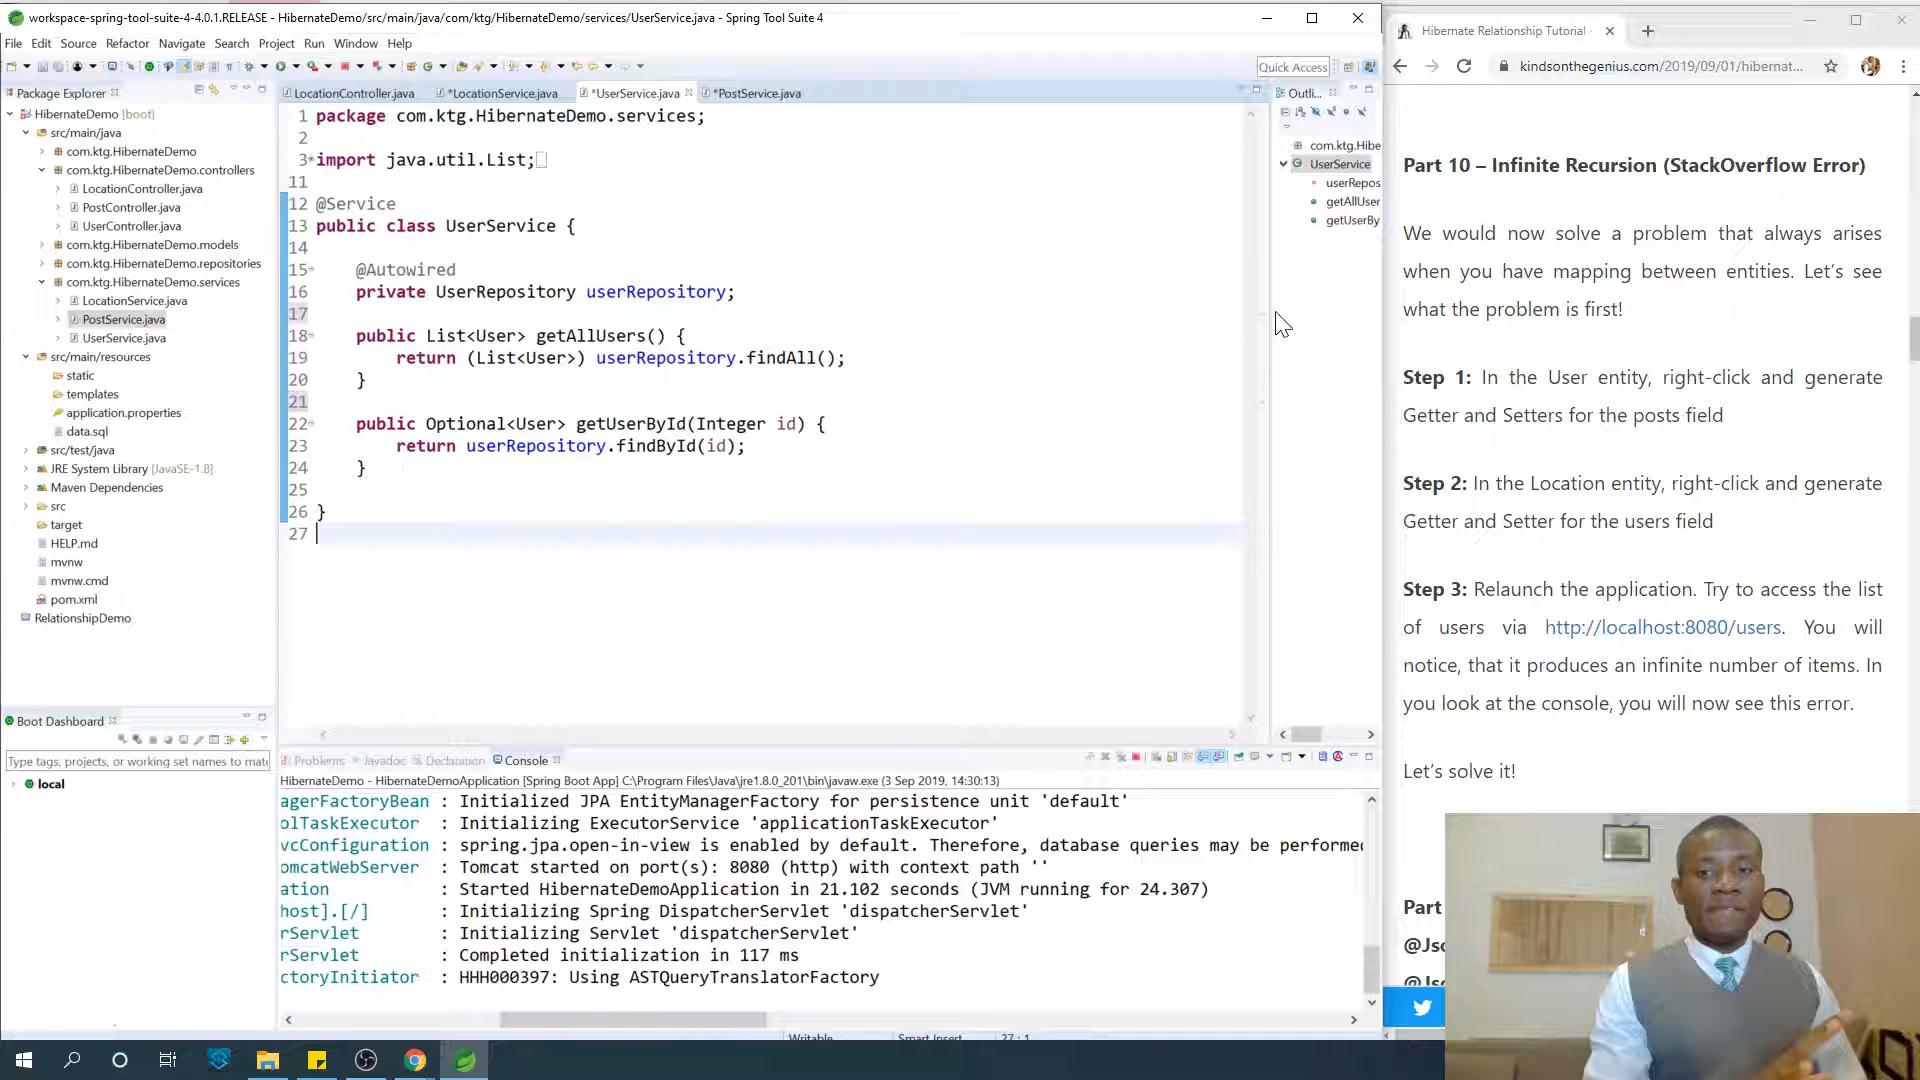 workspace-spring-tool-suite-4-4.0.1.RELEASE - HibernateDemo/src/main/java/com/ktg/HibernateDemo/services/UserService.java - Spring Tool Suite 4
File Edit Source Refactor Navigate Search Project Run Window Help
Quick Access
Package Explorer
HibernateDemo [boot]
src/main/java
com.ktg.HibernateDemo
com.ktg.HibernateDemo.controllers
LocationController.java
PostController.java
UserController.java
com.ktg.HibernateDemo.models
com.ktg.HibernateDemo.repositories
com.ktg.HibernateDemo.services
LocationService.java
PostService.java
UserService.java
src/main/resources
static
templates
application.properties
data.sql
src/test/java
JRE System Library [JavaSE-1.8]
Maven Dependencies
src
target
HELP.md
mvnw
mvnw.cmd
pom.xml
RelationshipDemo
Boot Dashboard
Type tags, projects, or working set names to mat
local
LocationController.java *LocationService.java *UserService.java *PostService.java
1 package com.ktg.HibernateDemo.services;
2
3 import java.util.List;
11
12 @Service
13 public class UserService {
14
15 @Autowired
16 private UserRepository userRepository;
17
18 public List<User> getAllUsers() {
19 return (List<User>) userRepository.findAll();
20 }
21
22 public Optional<User> getUserById(Integer id) {
23 return userRepository.findById(id);
24 }
25
26 }
27
Outli...
com.ktg.Hibe
UserService
userRepos
getAllUser
getUserBy
Problems Javadoc Declaration Console
HibernateDemo - HibernateDemoApplication [Spring Boot App] C:\Program Files\Java\jre1.8.0_201\bin\javaw.exe (3 Sep 2019, 14:30:13)
agerFactoryBean : Initialized JPA EntityManagerFactory for persistence unit 'default'
olTaskExecutor : Initializing ExecutorService 'applicationTaskExecutor'
vcConfiguration : spring.jpa.open-in-view is enabled by default. Therefore, database queries may be performed
omcatWebServer : Tomcat started on port(s): 8080 (http) with context path ''
ation : Started HibernateDemoApplication in 21.102 seconds (JVM running for 24.307)
host].[/] : Initializing Spring DispatcherServlet 'dispatcherServlet'
rServlet : Initializing Servlet 'dispatcherServlet'
rServlet : Completed initialization in 117 ms
ctoryInitiator : HHH000397: Using ASTQueryTranslatorFactory
Writable Smart Insert 27 : 1
Hibernate Relationship Tutorial
kindsonthegenius.com/2019/09/01/hibernat...
Part 10 – Infinite Recursion (StackOverflow Error)
We would now solve a problem that always arises
when you have mapping between entities. Let's see
what the problem is first!
Step 1: In the User entity, right-click and generate
Getter and Setters for the posts field
Step 2: In the Location entity, right-click and generate
Getter and Setter for the users field
Step 3: Relaunch the application. Try to access the list
of users via http://localhost:8080/users. You will
notice, that it produces an infinite number of items. In
you look at the console, you will now see this error.
Let's solve it!
Part
@Jso
@Jso